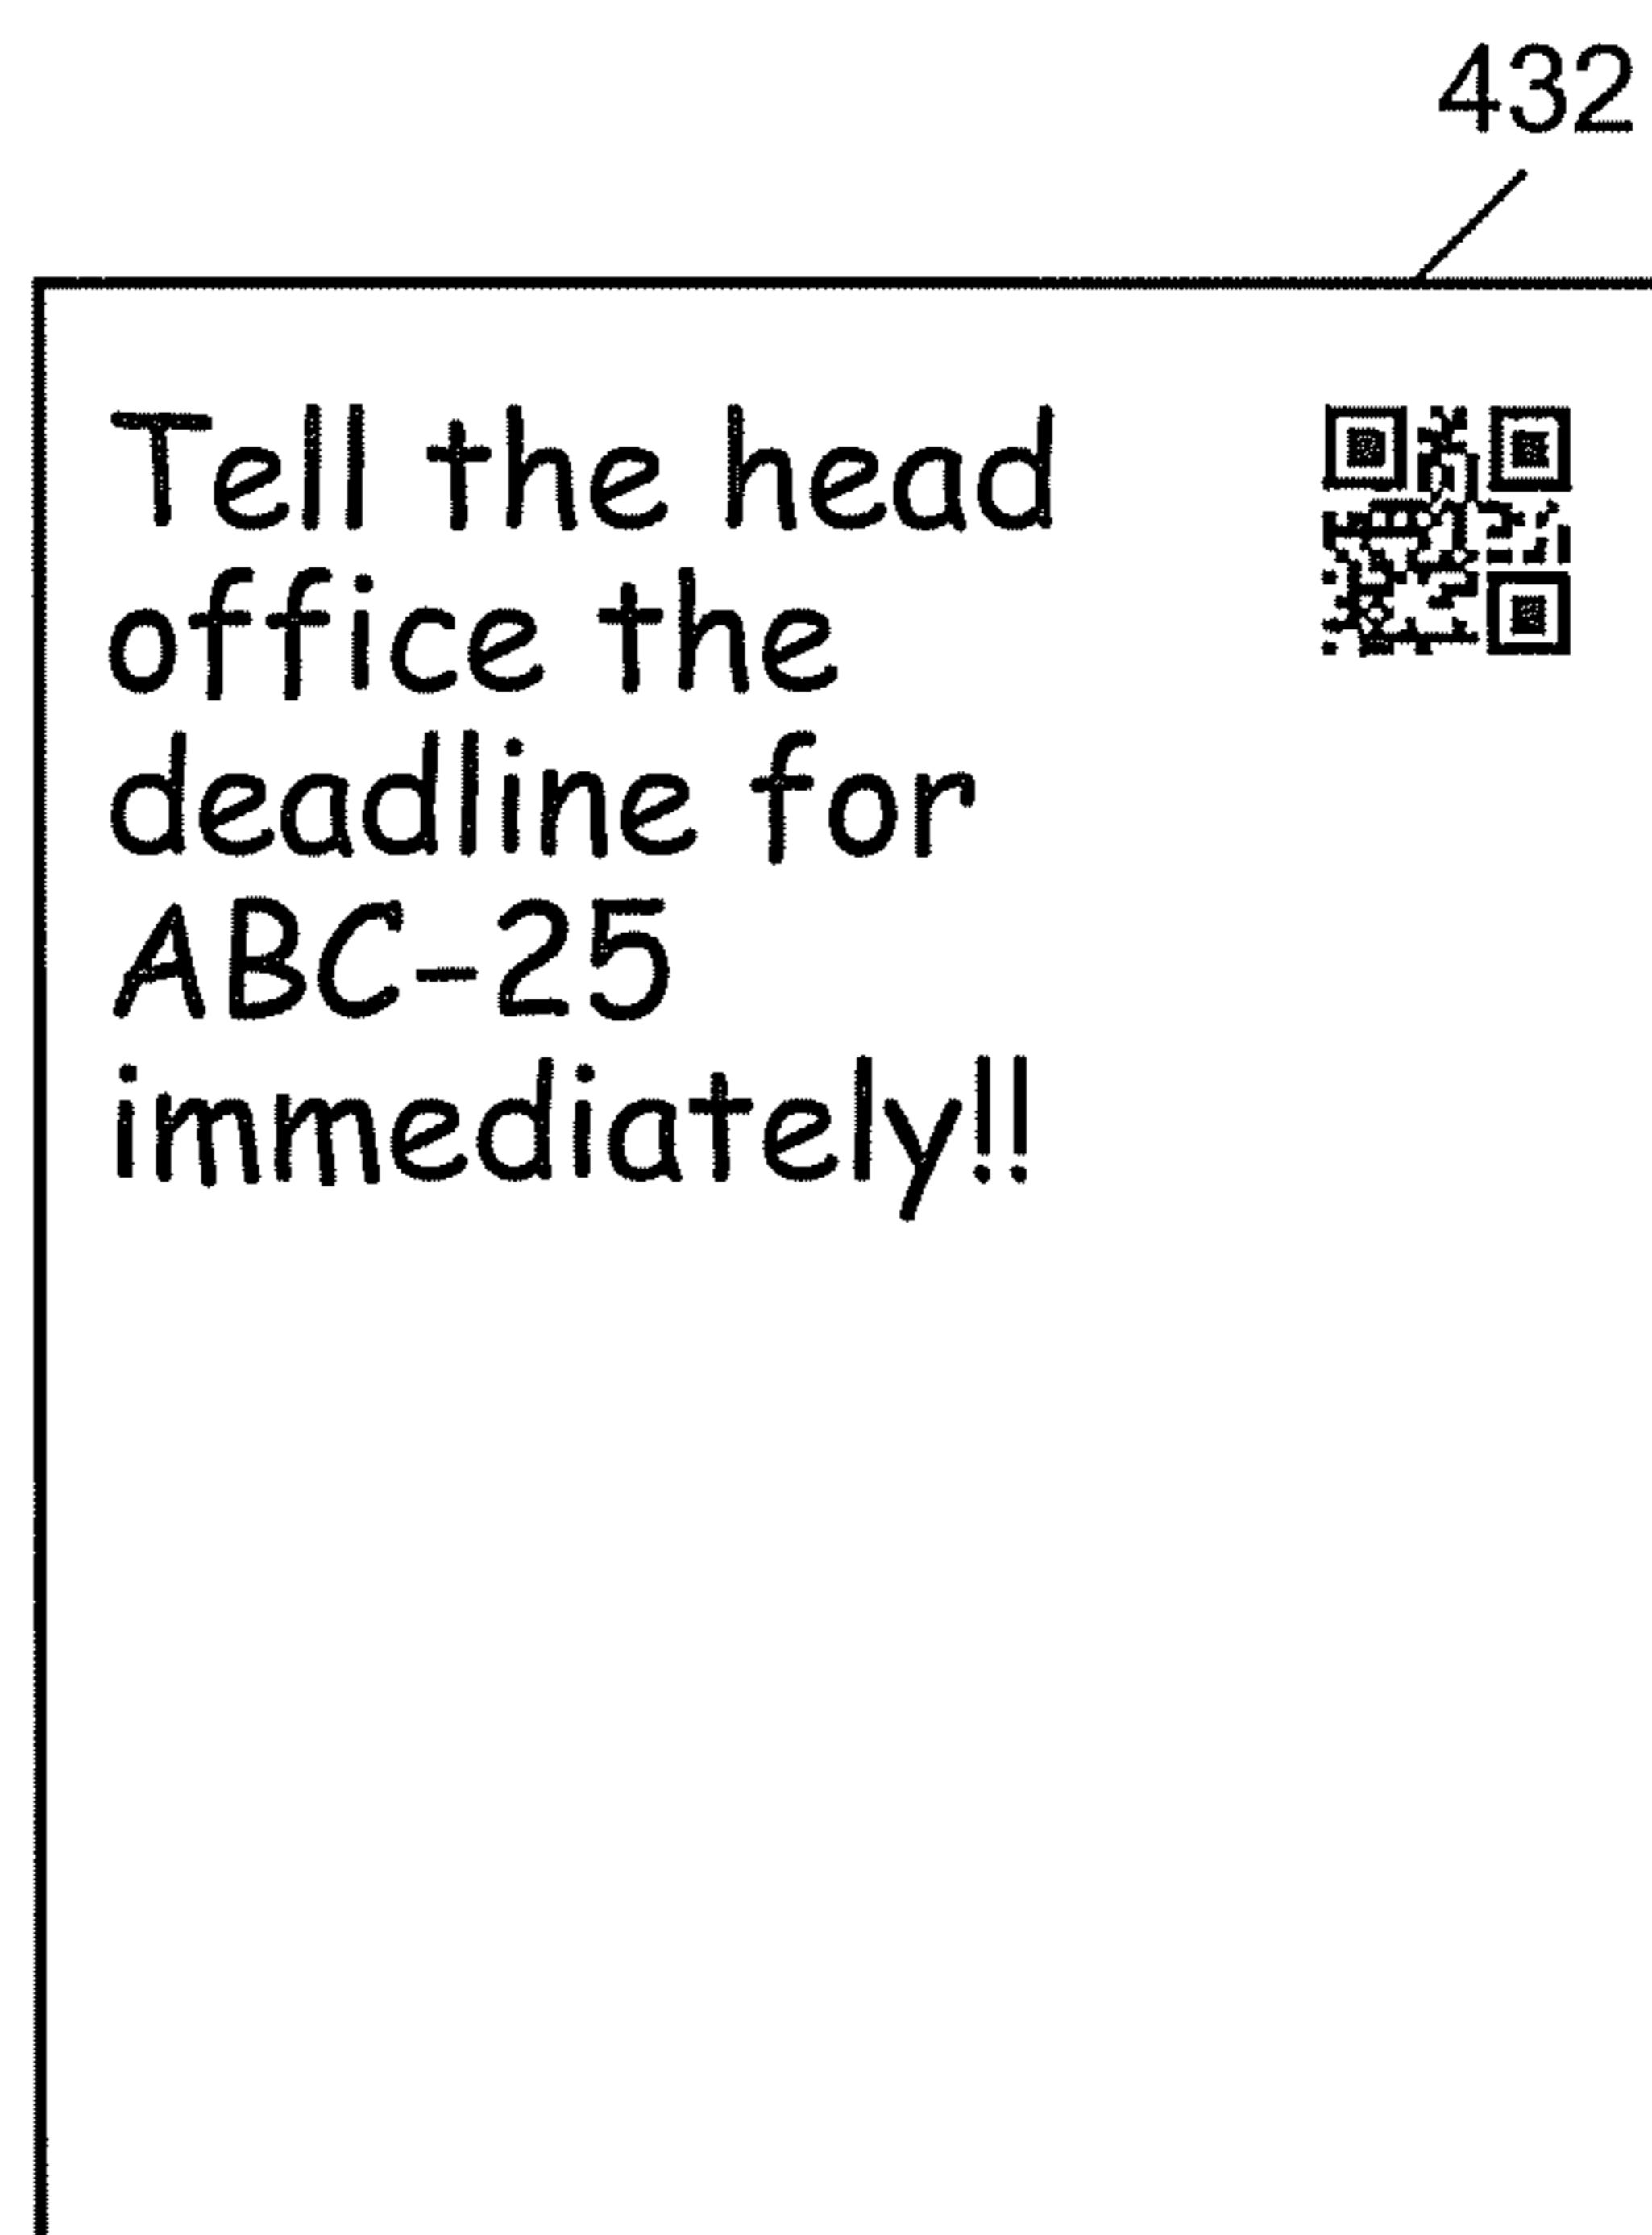 432
Tell the head
office the
deadline for
ABC-25
immediately!!